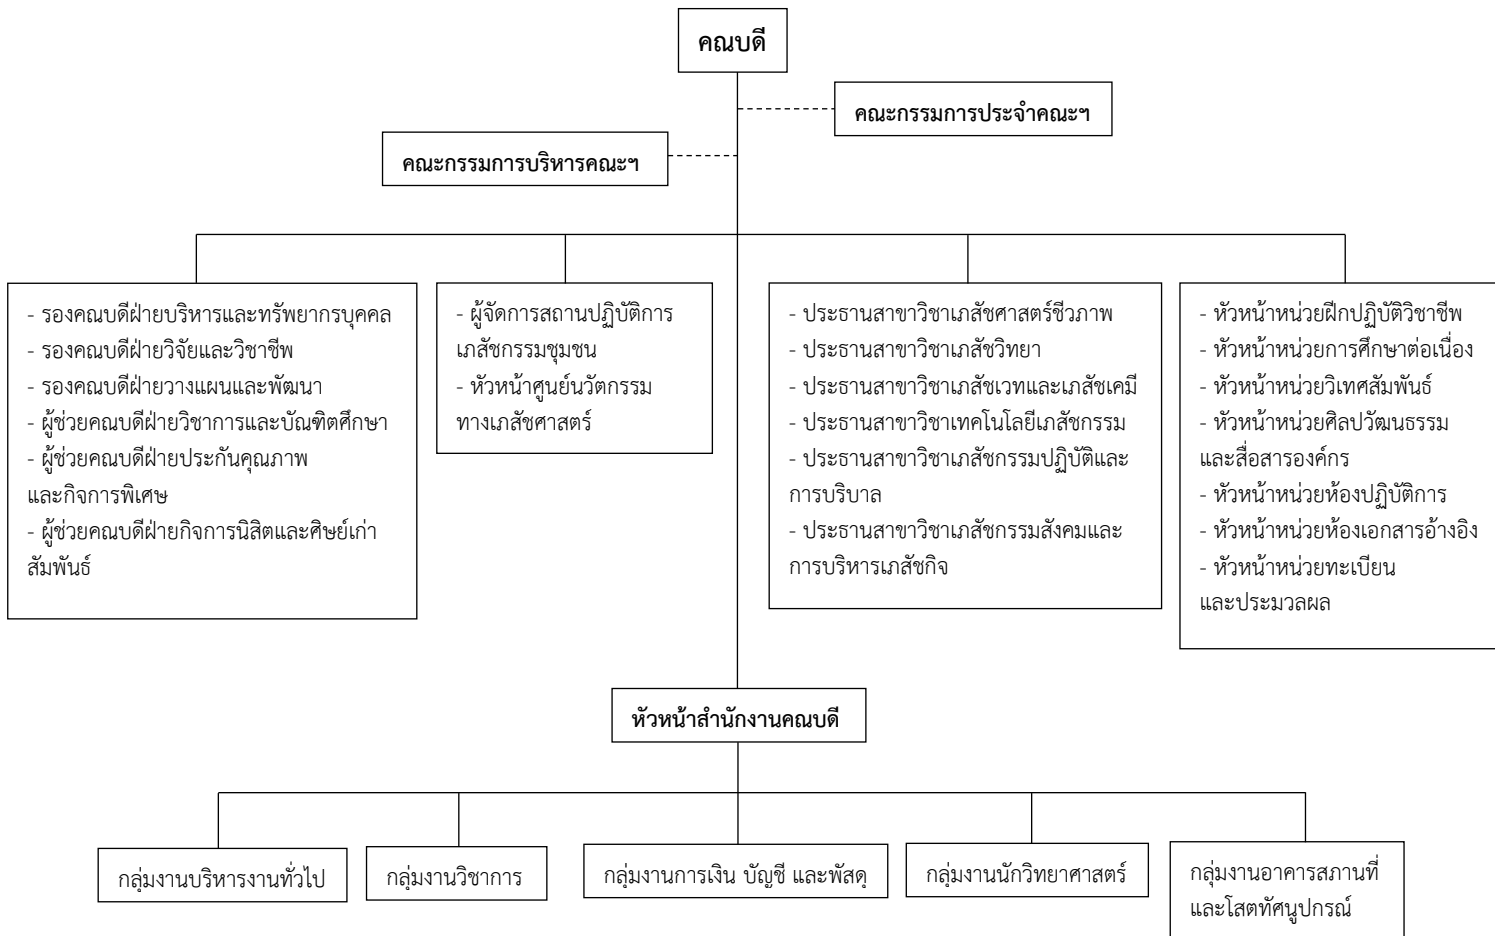 คณบดี
คณะกรรมการประจำคณะฯ
คณะกรรมการบริหารคณะฯ
- รองคณบดีฝ่ายบริหารและทรัพยากรบุคคล
- รองคณบดีฝ่ายวิจัยและวิชาชีพ
- รองคณบดีฝ่ายวางแผนและพัฒนา
- ผู้ช่วยคณบดีฝ่ายวิชาการและบัณฑิตศึกษา
- ผู้ช่วยคณบดีฝ่ายประกันคุณภาพ
และกิจการพิเศษ
- ผู้ช่วยคณบดีฝ่ายกิจการนิสิตและศิษย์เก่า
สัมพันธ์
- ผู้จัดการสถานปฏิบัติการ
เภสัชกรรมชุมชน
- หัวหน้าศูนย์นวัตกรรม
ทางเภสัชศาสตร์
- ประธานสาขาวิชาเภสัชศาสตร์ชีวภาพ
- ประธานสาขาวิชาเภสัชวิทยา
- ประธานสาขาวิชาเภสัชเวทและเภสัชเคมี
- ประธานสาขาวิชาเทคโนโลยีเภสัชกรรม
- ประธานสาขาวิชาเภสัชกรรมปฏิบัติและ
การบริบาล
- ประธานสาขาวิชาเภสัชกรรมสังคมและ
การบริหารเภสัชกิจ
- หัวหน้าหน่วยฝึกปฏิบัติวิชาชีพ
- หัวหน้าหน่วยการศึกษาต่อเนื่อง
- หัวหน้าหน่วยวิเทศสัมพันธ์
- หัวหน้าหน่วยศิลปวัฒนธรรม
และสื่อสารองค์กร
- หัวหน้าหน่วยห้องปฏิบัติการ
- หัวหน้าหน่วยห้องเอกสารอ้างอิง
- หัวหน้าหน่วยทะเบียน
และประมวลผล
หัวหน้าสำนักงานคณบดี
กลุ่มงานบริหารงานทั่วไป
กลุ่มงานวิชาการ
กลุ่มงานการเงิน บัญชี และพัสดุ
กลุ่มงานนักวิทยาศาสตร์
กลุ่มงานอาคารสถานที่
และโสตทัศนูปกรณ์